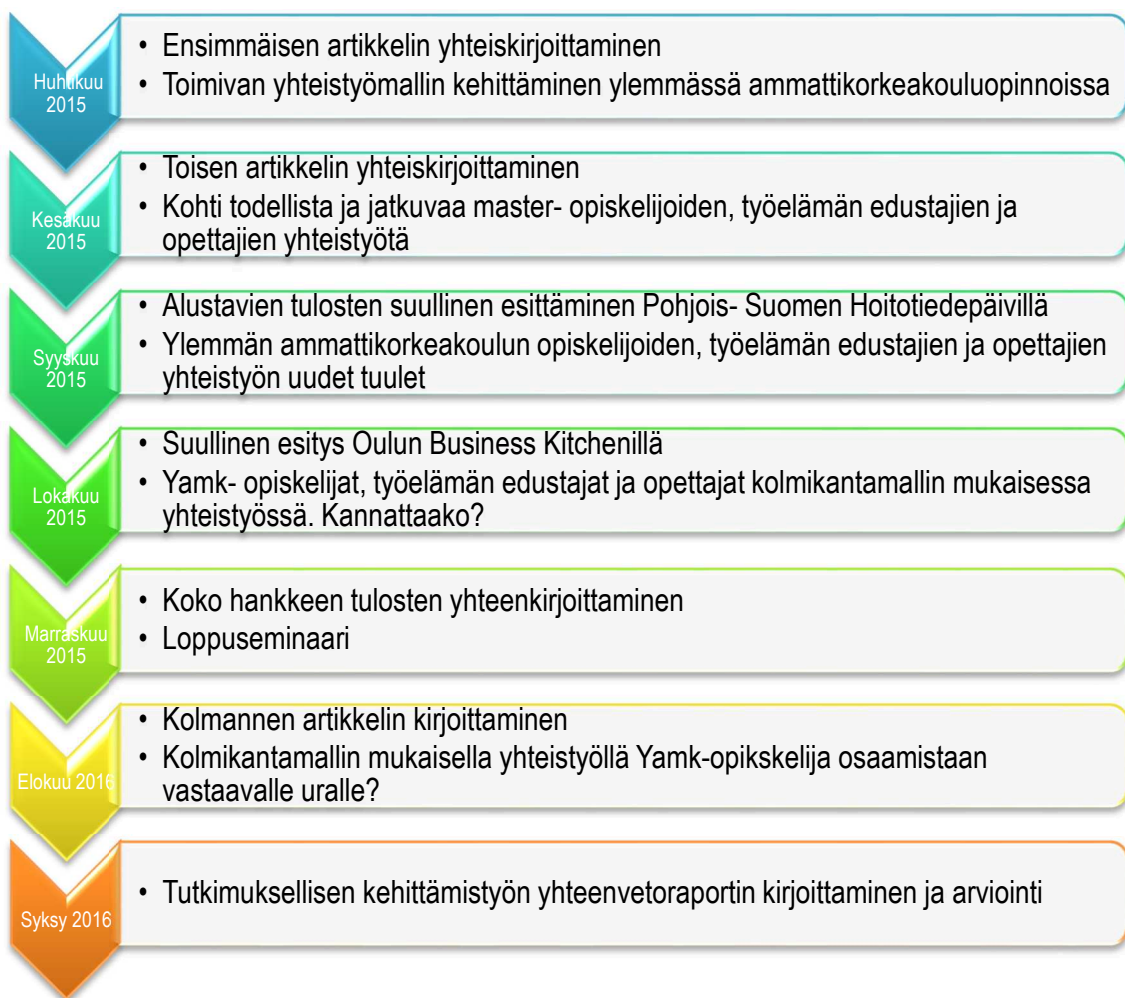 Huhtikuu
2015
• Ensimmäisen artikkelin yhteiskirjoittaminen
• Toimivan yhteistyömallin kehittäminen ylemmässä ammattikorkeakouluopinnoissa
Kesäkuu
2015
• Toisen artikkelin yhteiskirjoittaminen
• Kohti todellista ja jatkuvaa master- opiskelijoiden, työelämän edustajien ja
opettajien yhteistyötä
Syyskuu
2015
• Alustavien tulosten suullinen esittäminen Pohjois- Suomen Hoitotiedepäivillä
• Ylemmän ammattikorkeakoulun opiskelijoiden, työelämän edustajien ja opettajien
yhteistyön uudet tuulet
Lokakuu
2015
• Suullinen esitys Oulun Business Kitchenillä
• Yamk- opiskelijat, työelämän edustajat ja opettajat kolmikantamallin mukaisessa
yhteistyössä. Kannattaako?
Marraskuu
2015
• Koko hankkeen tulosten yhteenkirjoittaminen
• Loppuseminaari
Elokuu 2016
• Kolmannen artikkelin kirjoittaminen
• Kolmikantamallin mukaisella yhteistyöllä Yamk-opikskelija osaamistaan
vastaavalle uralle?
Syksy 2016
• Tutkimuksellisen kehittämistyön yhteenvetoraportin kirjoittaminen ja arviointi